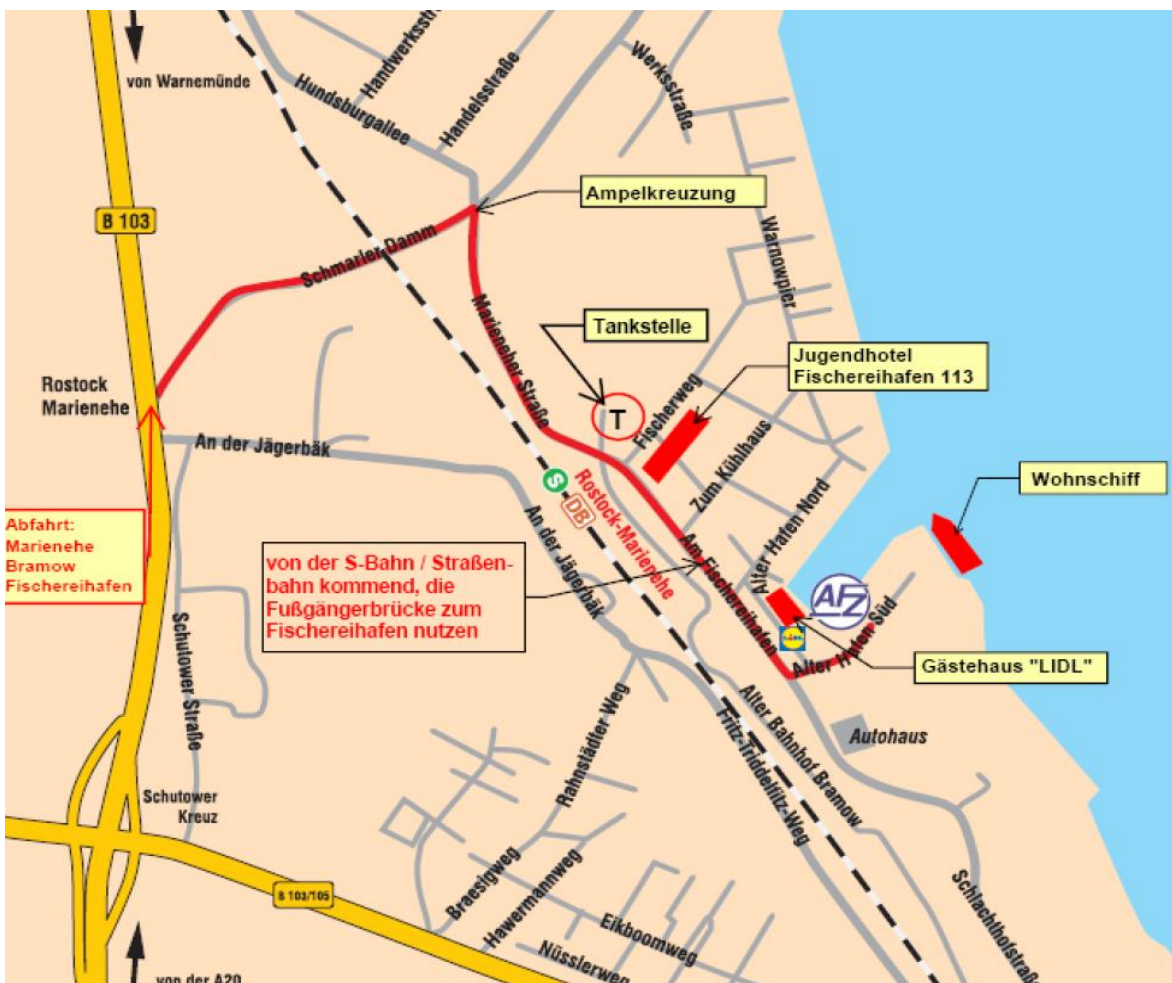 von Warnemünde
Handwerksstr
Handelsstraße
Hundsburgallee
Werksstraße
Ampelkreuzung
B 103
Schmarler Damm
Warnowpier
Marieneher Straße
Tankstelle
Jugendhotel
Fischereihafen 113
Rostock
Marienehe
T
Fischerweg
An der Jägerbäk
Zum Kühlhaus
Wohnschiff
S
DB
Rostock-Marienehe
Alter Hafen Nord
Abfahrt:
Marienehe
Bramow
Fischereihafen
An der Jägerbäk
von der S-Bahn / Straßen-
bahn kommend, die
Fußgängerbrücke zum
Fischereihafen nutzen
Am Fischereihafen
AFZ
LIDL
Alter Hafen Süd
Gästehaus "LIDL"
Schutower Straße
Rahnstädter Weg
Alter Bahnhof Bramow
Fritz-Triddelfitz-Weg
Autohaus
Schutower
Kreuz
Braesigweg
Hawermannweg
B 103/105
Eikboomweg
Nüsslerweg
Schlachthofstraße
von der A20